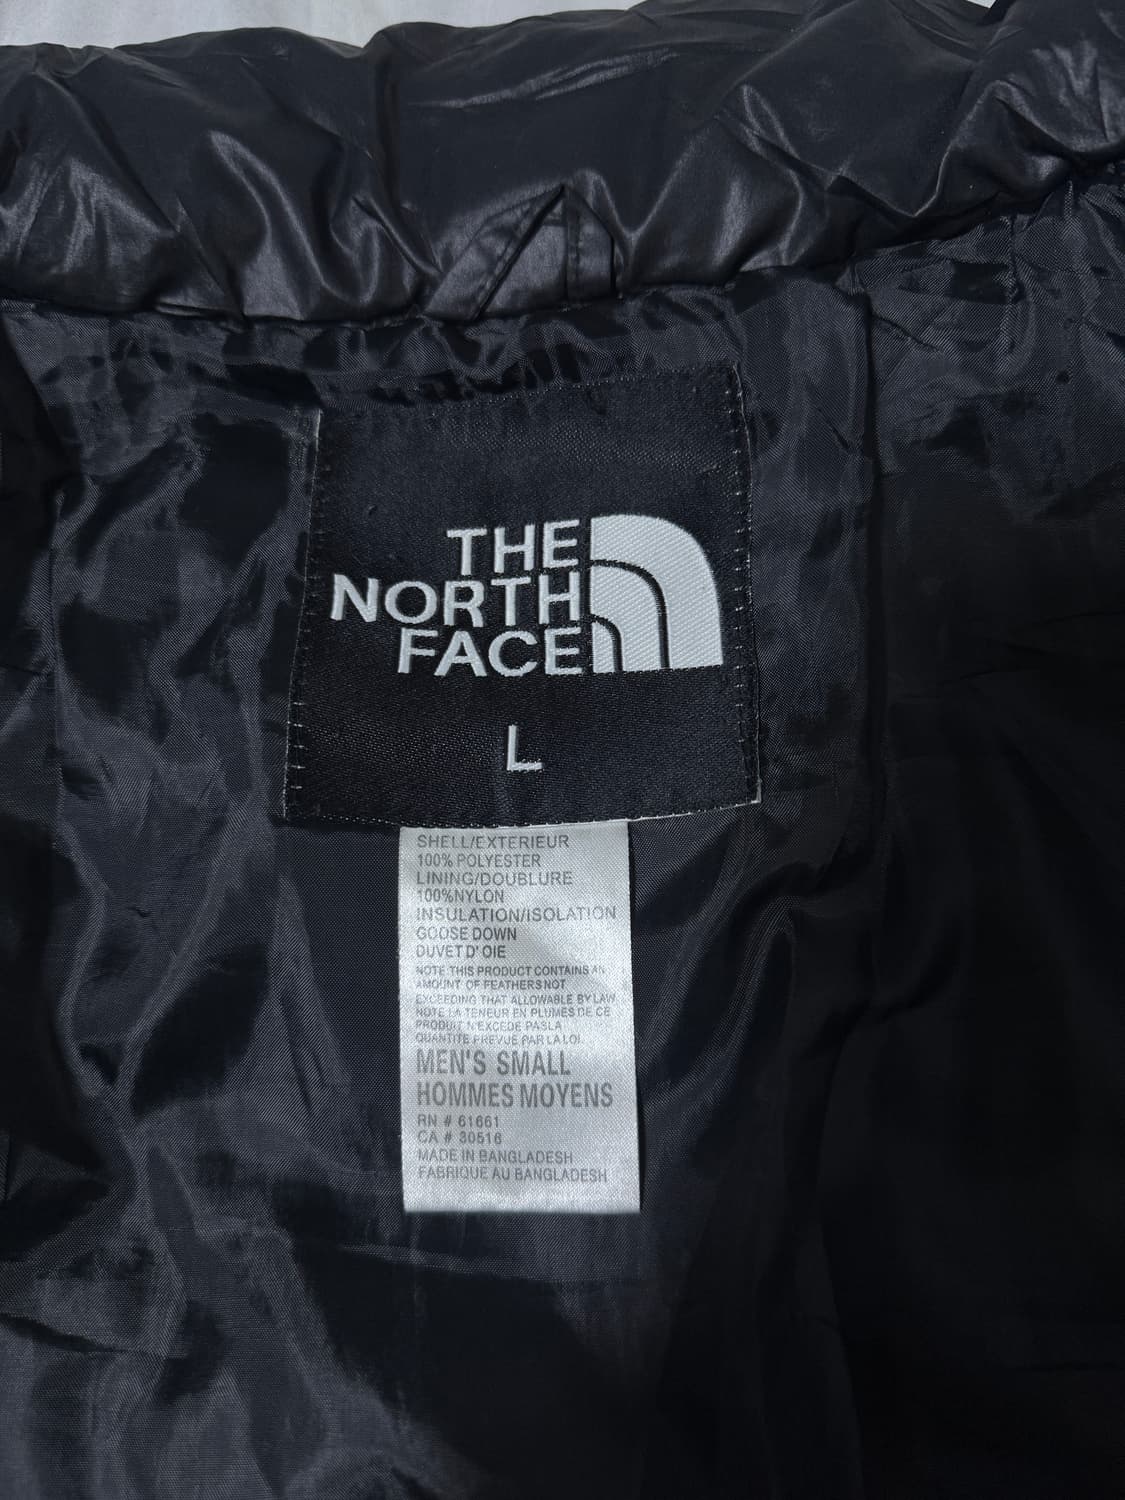 THE
NORTH
FACE
L
SHELL/EXTERIEUR
100% POLYESTER
LINING/DOUBLURE
100%NYLON
INSULATION/ISOLATION
GOOSE DOWN
DUVET D' OIE
NOTE THIS PRODUCT CONTAINS AN
AMOUNT OF FEATHERS NOT
EXCEEDING THAT ALLOWABLE BY LAW
NOTE LA TENEUR EN PLUMES DE CE
PRODUIT N'EXCEDE PAS LA
QUANTITE PREVUE PAR LA LOI.
MEN'S SMALL
HOMMES MOYENS
RN # 61661
CA # 30516
MADE IN BANGLADESH
FABRIQUE AU BANGLADESH